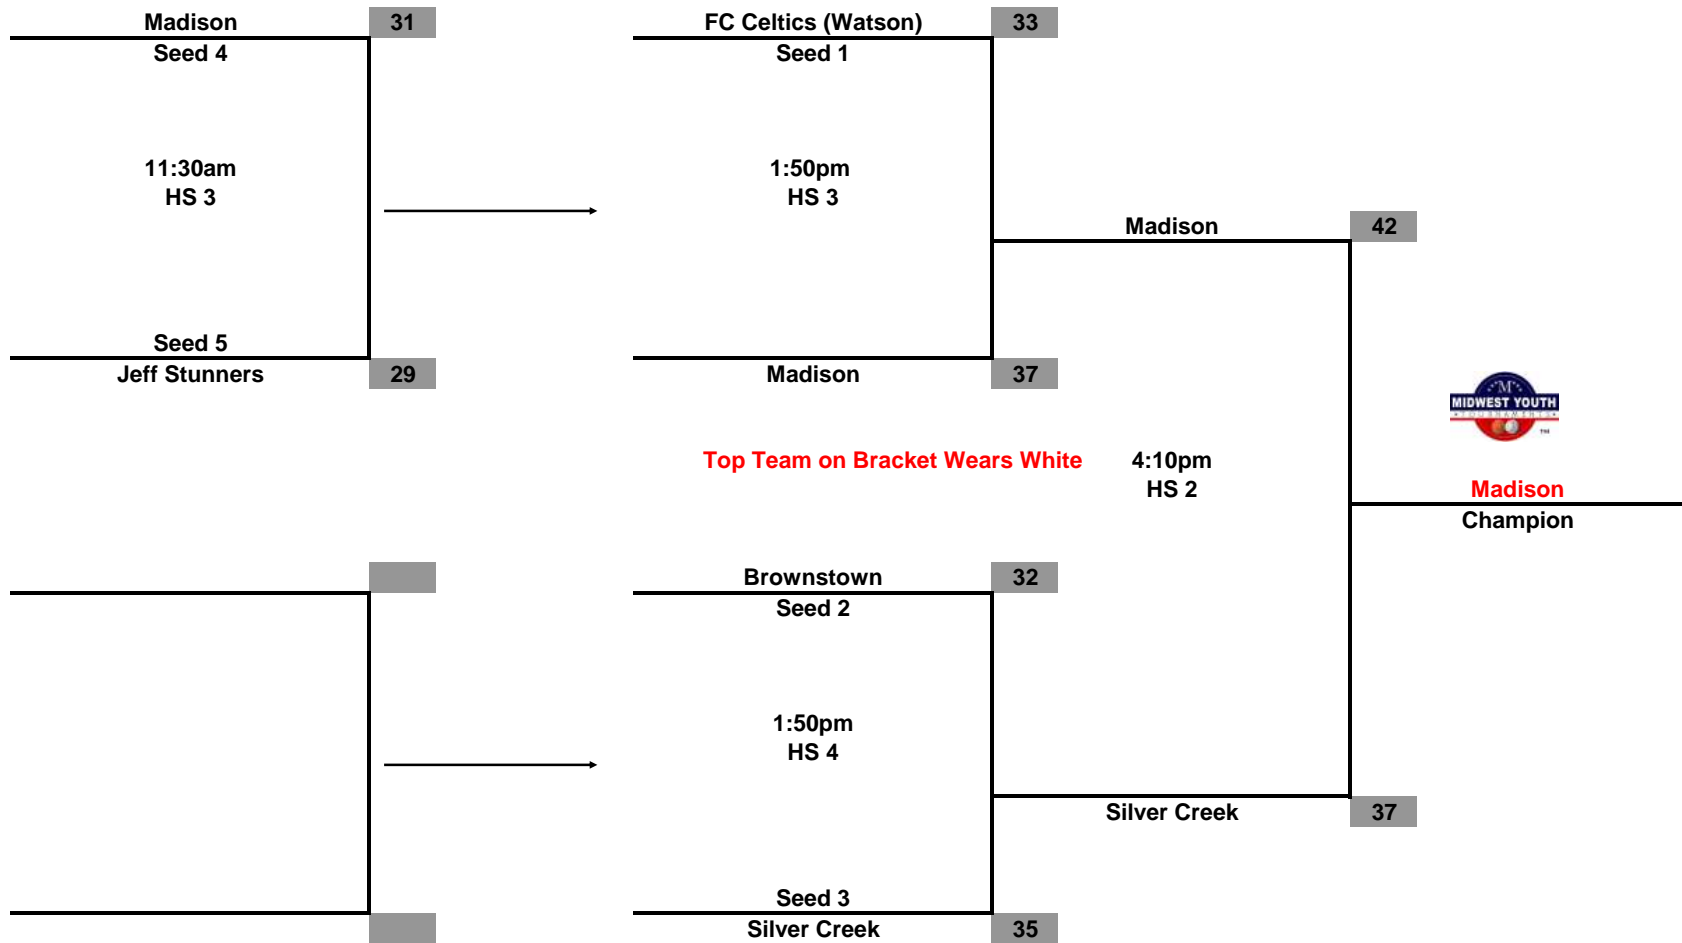 Madison 31
Seed 4
11:30am
HS 3
Seed 5
Jeff Stunners 29
FC Celtics (Watson) 33
Seed 1
1:50pm
HS 3
Madison 37
Madison 42
Top Team on Bracket Wears White 4:10pm
HS 2
M
MIDWEST YOUTH
TOURNAMENTS
TM
Madison
Champion
Brownstown 32
Seed 2
1:50pm
HS 4
Silver Creek 37
Seed 3
Silver Creek 35